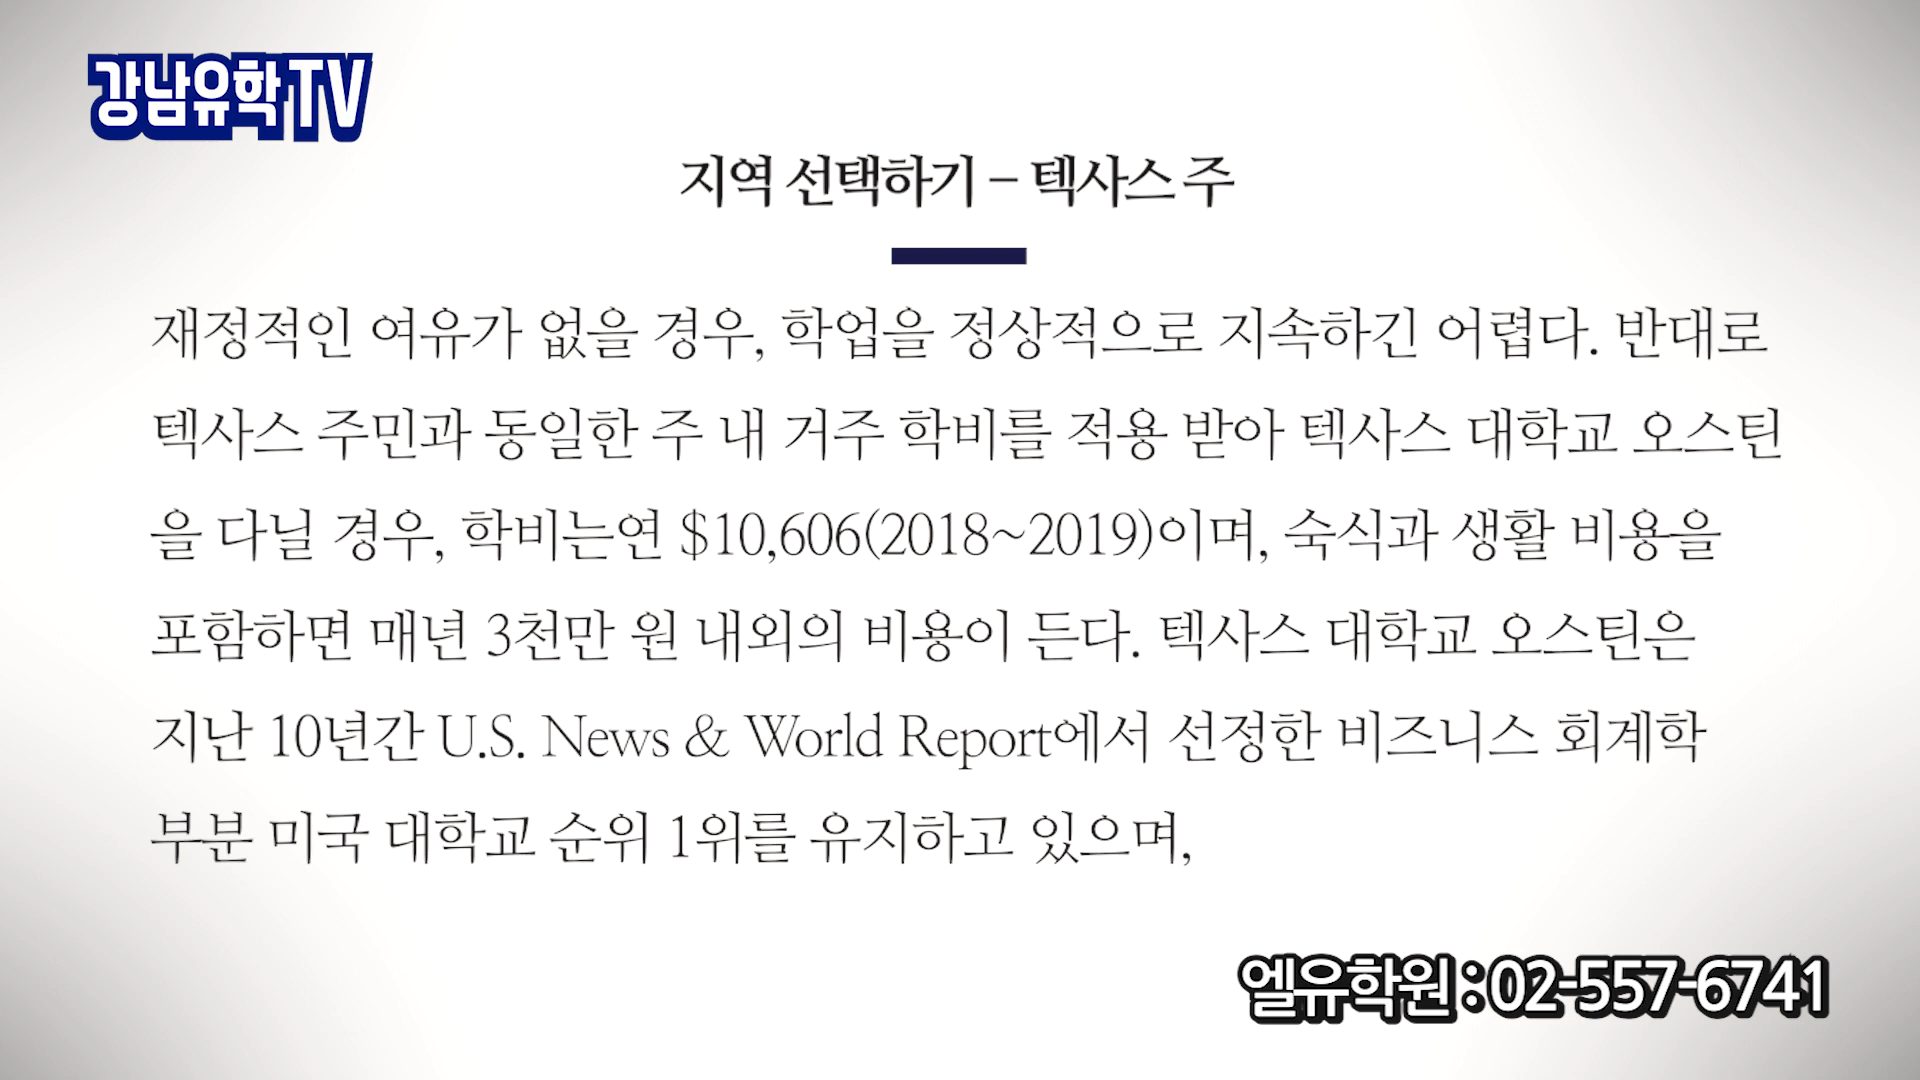 강남유학TV
지역 선택하기 – 텍사스 주
재정적인 여유가 없을 경우, 학업을 정상적으로 지속하긴 어렵다. 반대로
텍사스 주민과 동일한 주 내 거주 학비를 적용 받아 텍사스 대학교 오스틴
을 다닐 경우, 학비는연 $10,606(2018~2019)이며, 숙식과 생활 비용을
포함하면 매년 3천만 원 내외의 비용이 든다. 텍사스 대학교 오스틴은
지난 10년간 U.S. News & World Report에서 선정한 비즈니스 회계학
부분 미국 대학교 순위 1위를 유지하고 있으며,
엘유학원 : 02-557-6741